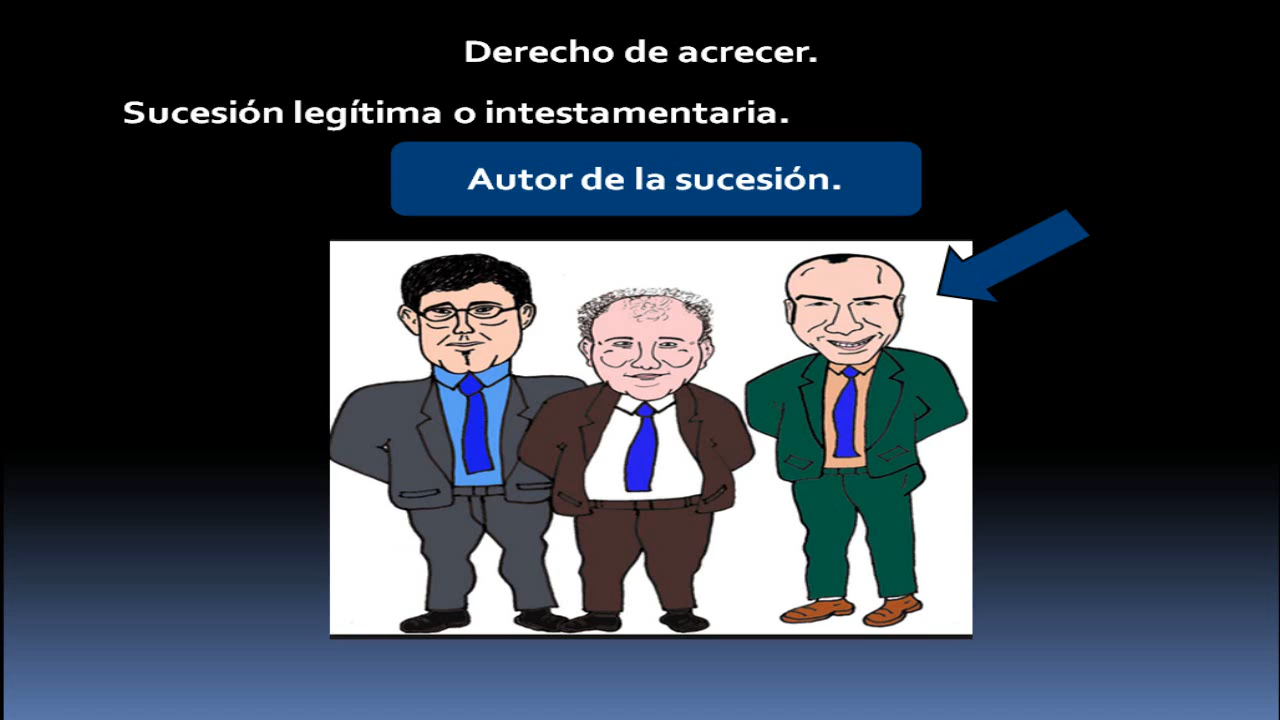 Derecho de acrecer.
Sucesión legítima o intestamentaria.
Autor de la sucesión.